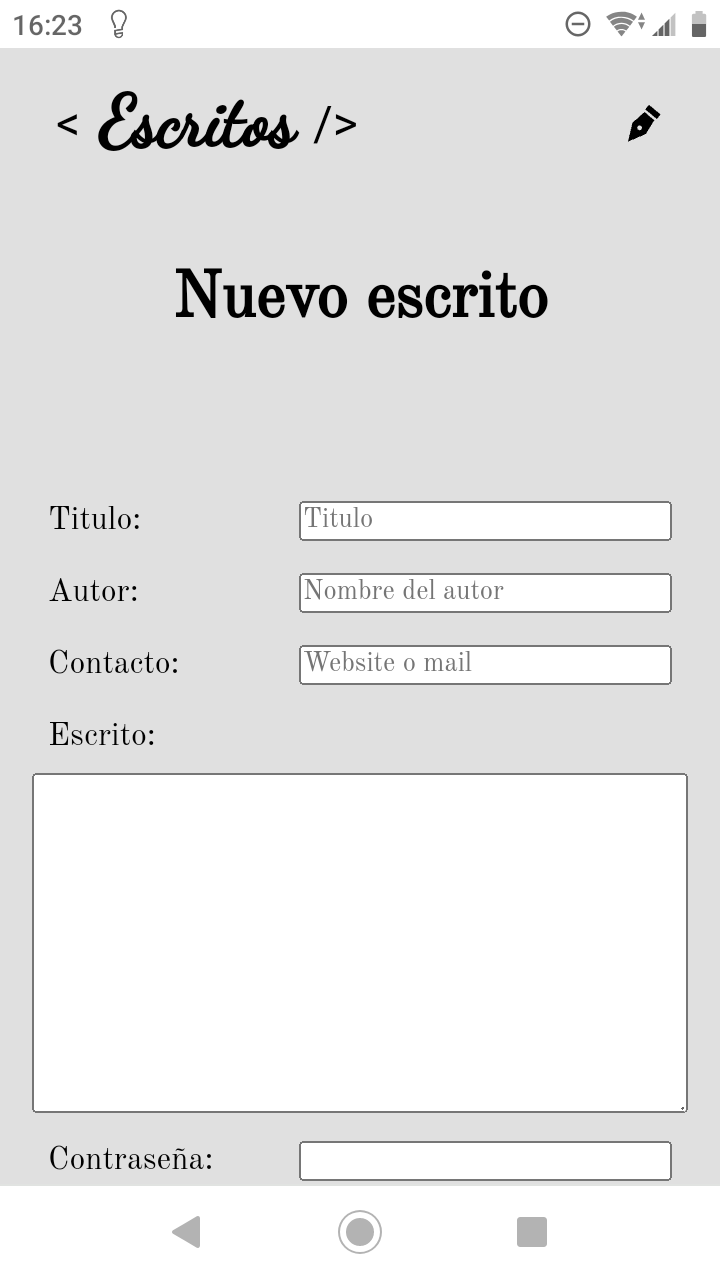 16:23
< Escritos />
Nuevo escrito
Titulo: Titulo
Autor: Nombre del autor
Contacto: Website o mail
Escrito:
Contraseña: